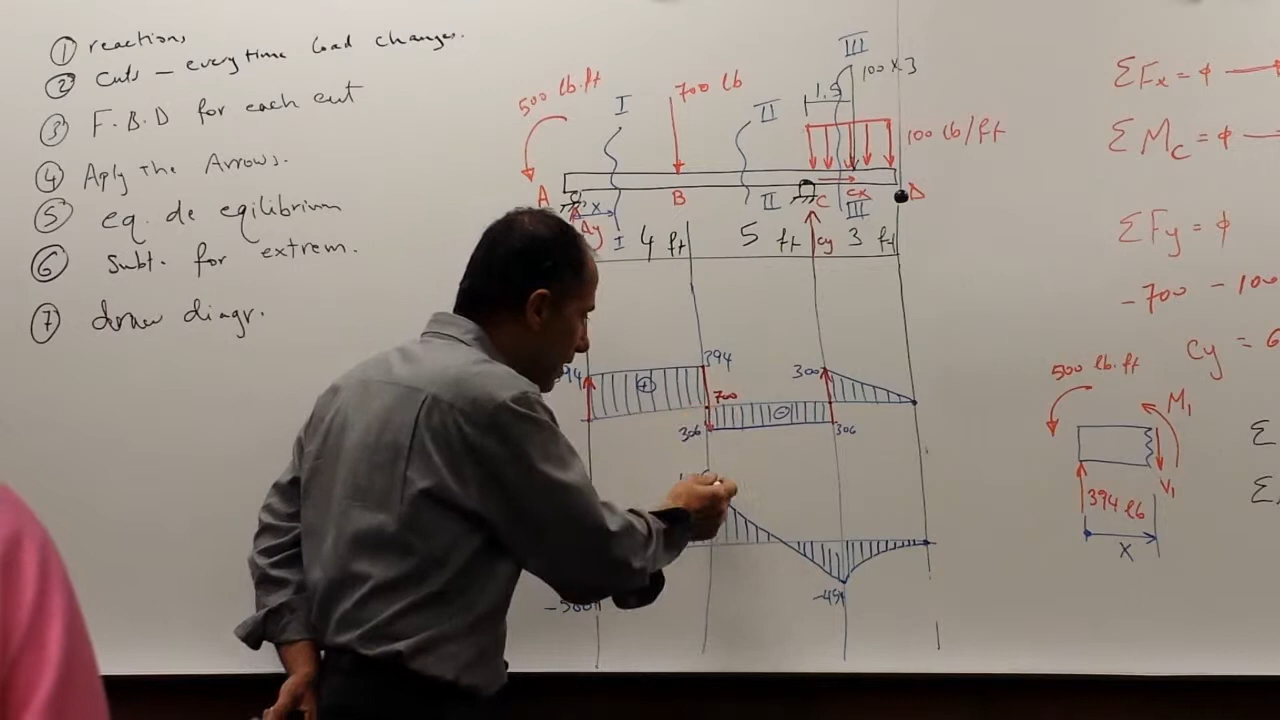 ① reactions
② Cuts – every time load changes.
③ F.B.D for each cut
④ Aply the Arrows.
⑤ eq. de eqilibrium
⑥ Subt. for extrem.
⑦ draw diagr.
500 lb.ft
I
700 lb
II
1.5
III
100 x 3
100 lb/ft
A
x
Ay
I
B
II
C
Cx
III
D
4 ft
5 ft
Cy
3 ft
94
+
394
700
306
-
300
306
-500
-454
ΣFx = ϕ
ΣMc = ϕ
ΣFy = ϕ
-700 - 100
Cy = 6
500 lb.ft
M1
394 lb
V1
x
Σ
Σ